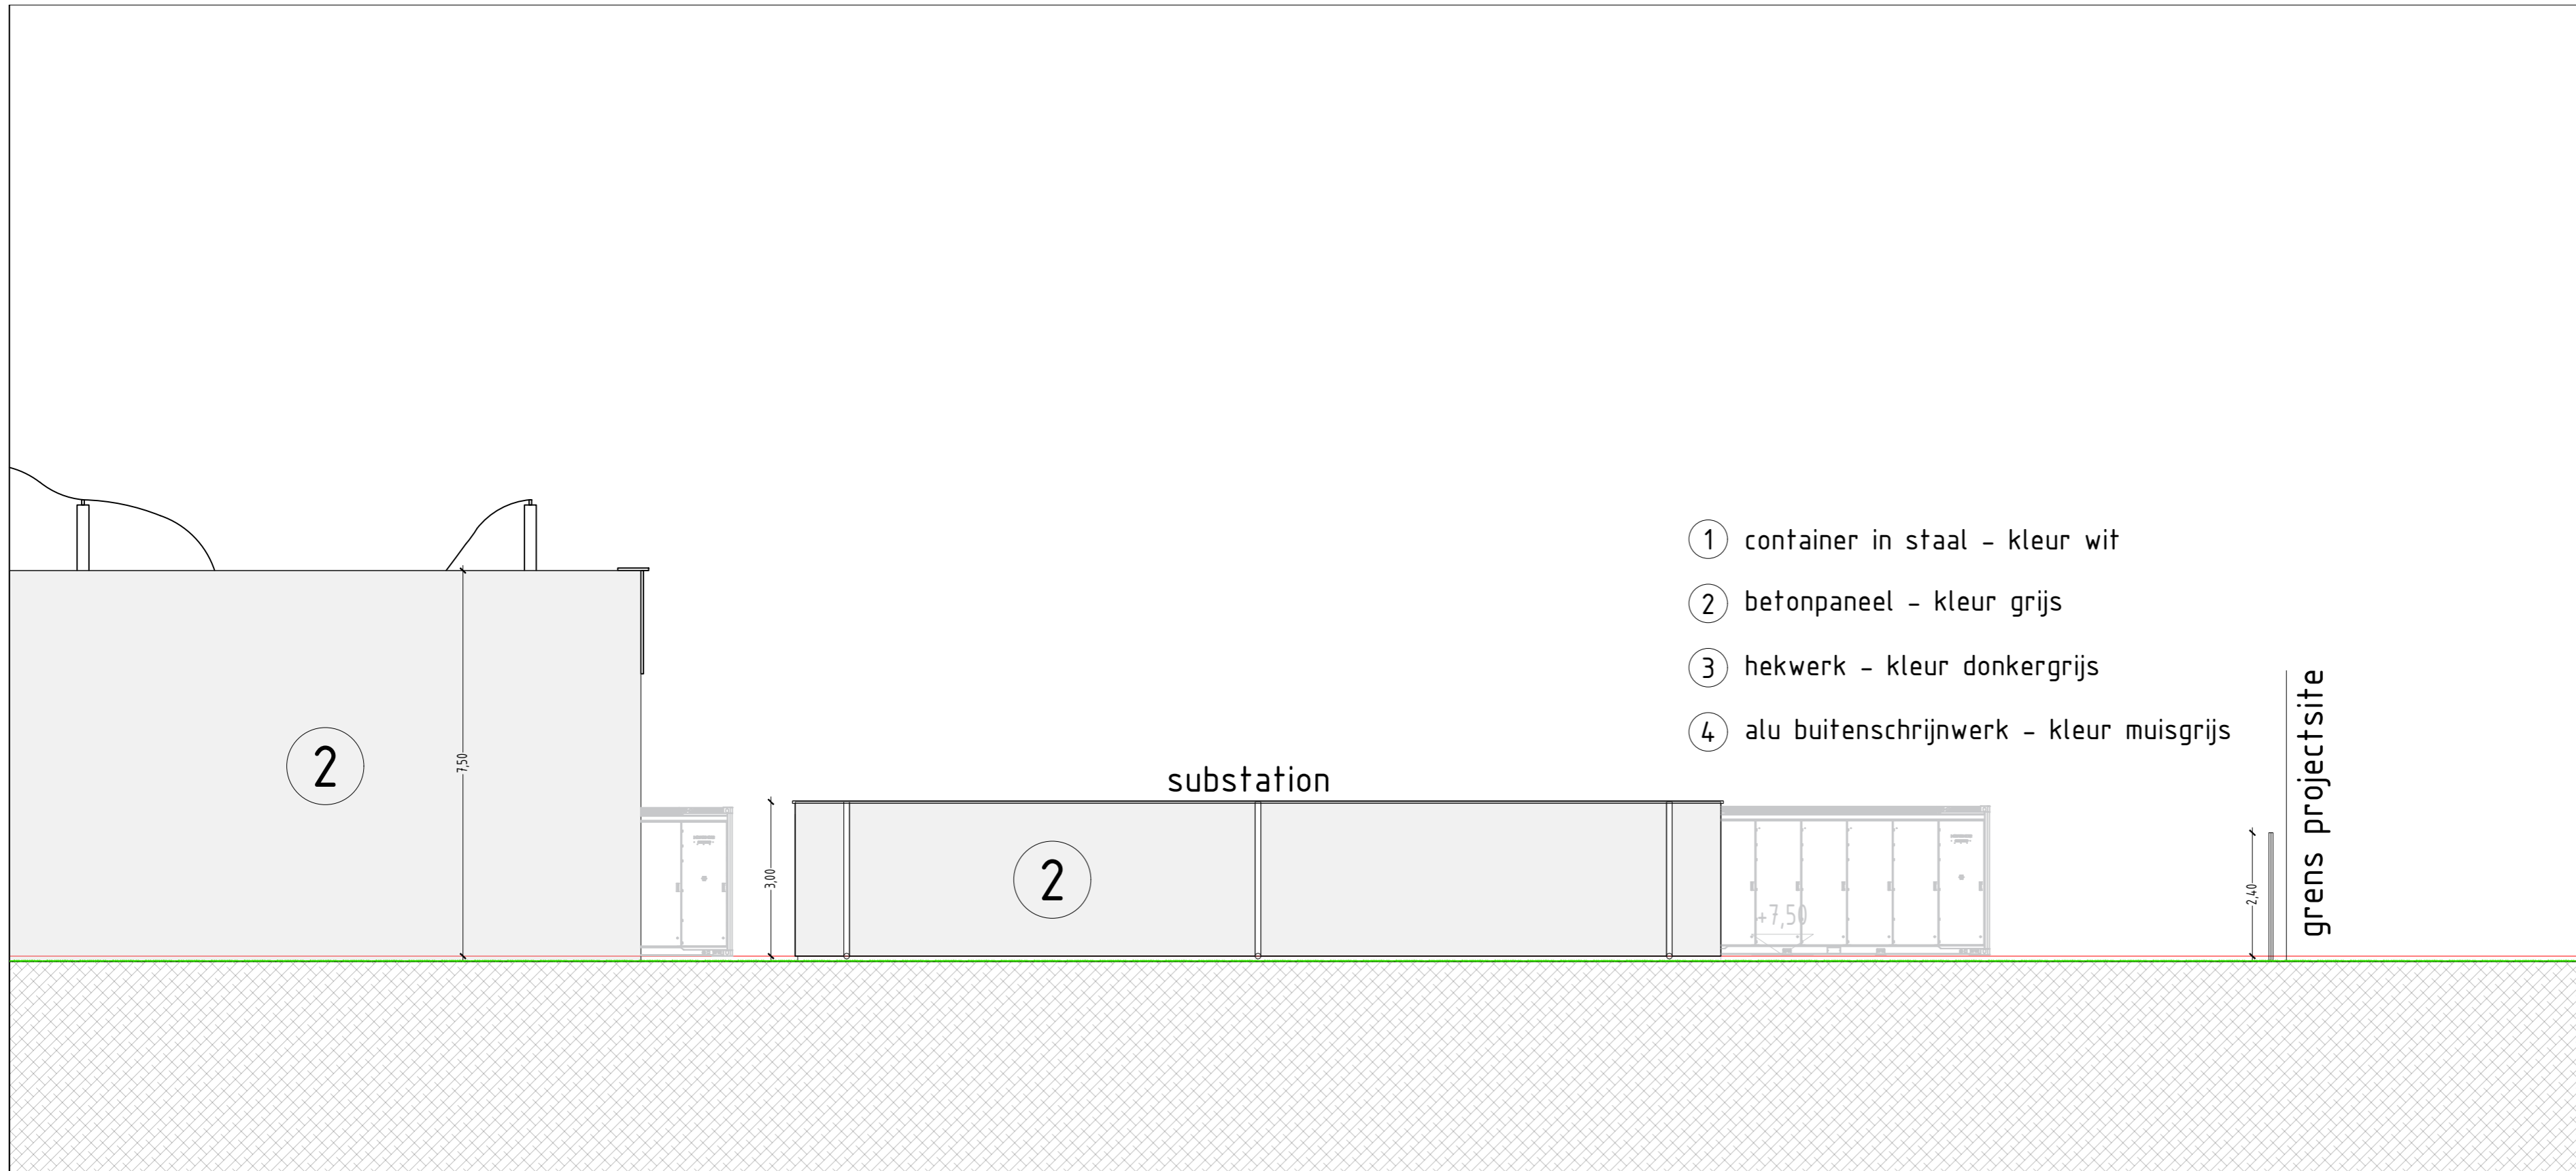 1 container in staal - kleur wit
2 betonpaneel - kleur grijs
3 hekwerk - kleur donkergrijs
4 alu buitenschrijnwerk - kleur muisgrijs
grens projectsite
substation
2
7,50
3,00
2
+7,50
2,40